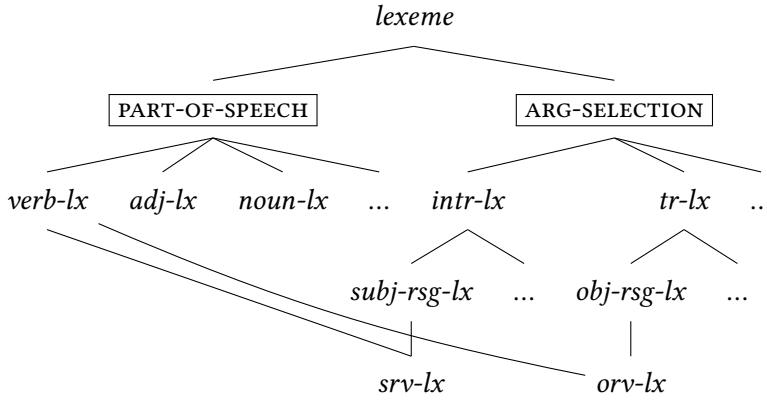 lexeme
PART-OF-SPEECH ARG-SELECTION
verb-lx adj-lx noun-lx ... intr-lx tr-lx ..
subj-rsg-lx ... obj-rsg-lx ...
srv-lx orv-lx